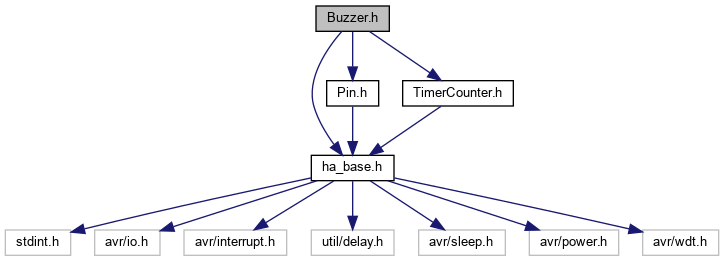 Buzzer.h
Pin.h
TimerCounter.h
ha_base.h
stdint.h
avr/io.h
avr/interrupt.h
util/delay.h
avr/sleep.h
avr/power.h
avr/wdt.h